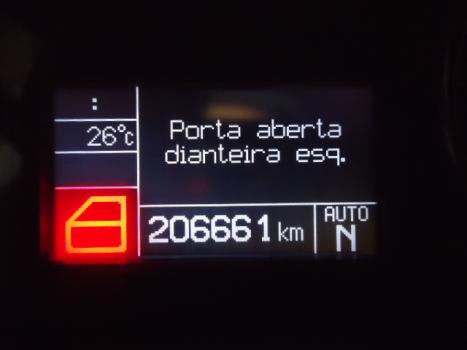 :
26°c
Porta aberta
dianteira esq.
206661 km
AUTO
N